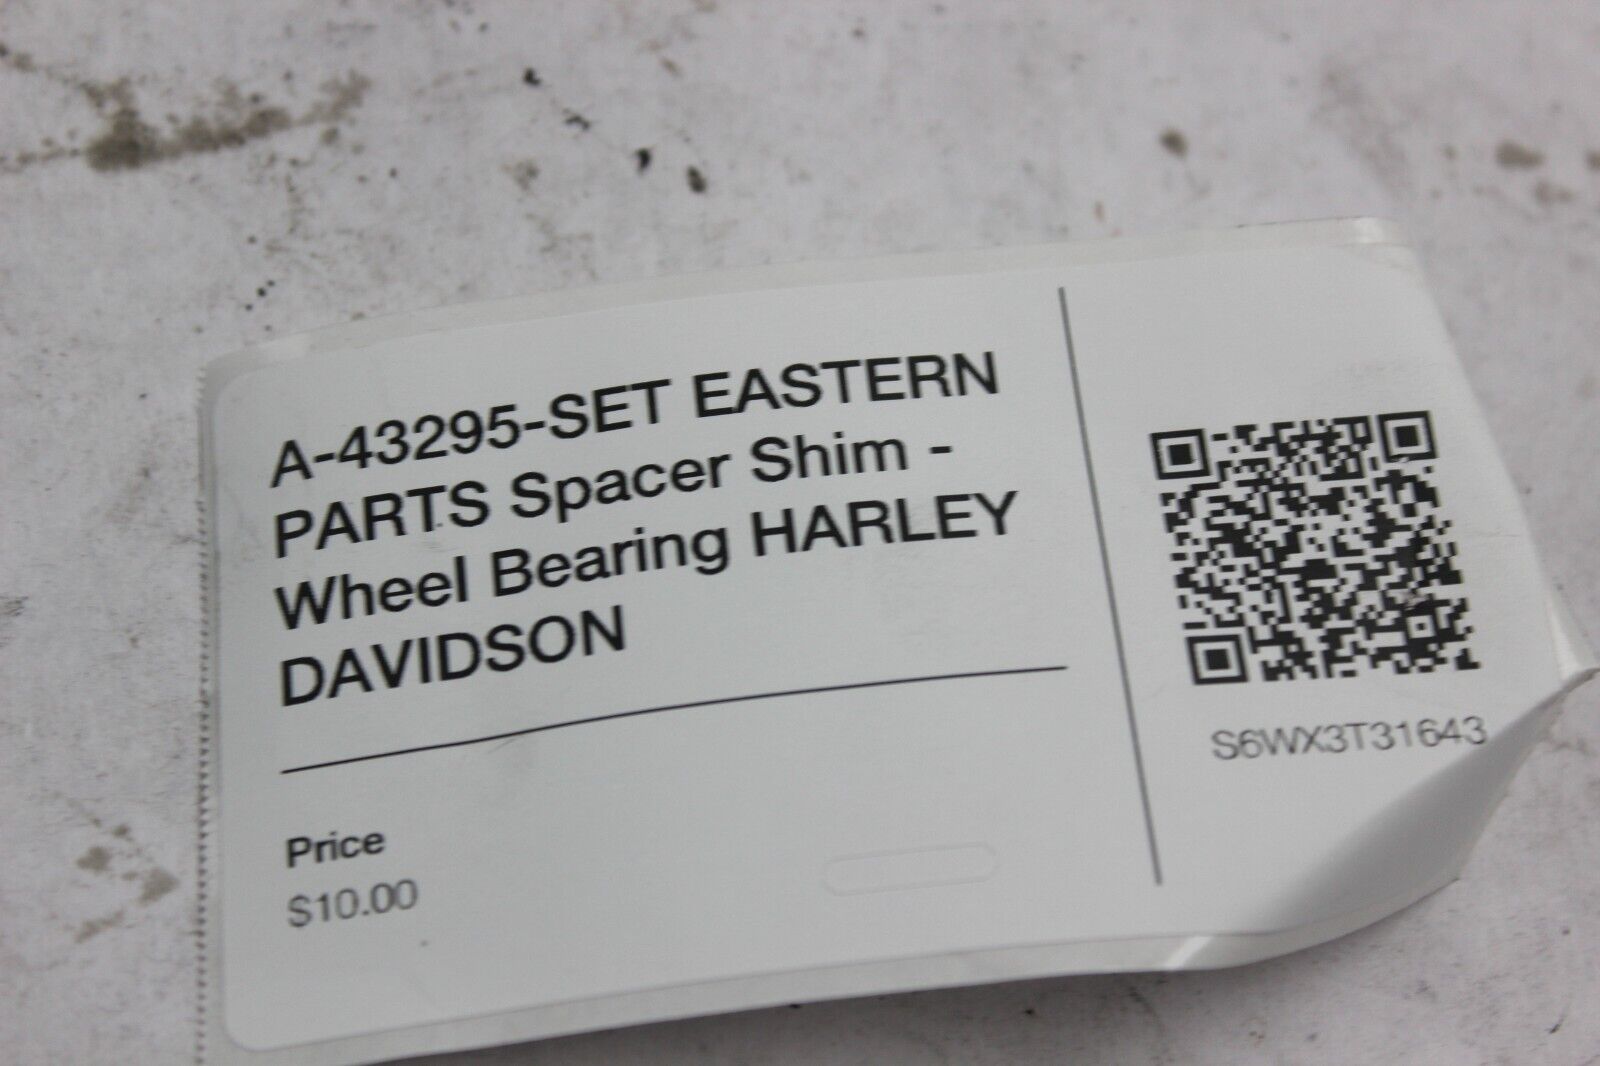 A-43295-SET EASTERN
PARTS Spacer Shim -
Wheel Bearing HARLEY
DAVIDSON
Price
$10.00
S6WX3T31643